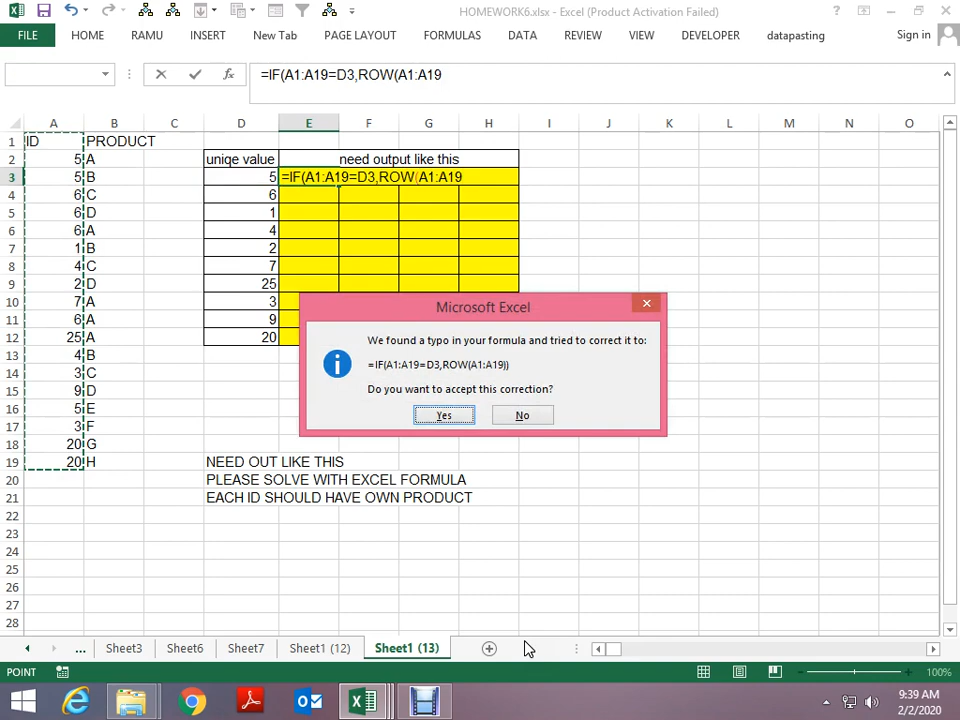 HOMEWORK6.xlsx - Excel (Product Activation Failed)
FILE HOME RAMU INSERT New Tab PAGE LAYOUT FORMULAS DATA REVIEW VIEW DEVELOPER datapasting Sign in
=IF(A1:A19=D3,ROW(A1:A19
A B C D E F G H I J K L M N O
1 ID PRODUCT
2 5 A uniqe value need output like this
3 5 B 5 =IF(A1:A19=D3,ROW(A1:A19
4 6 C 6
5 6 D 1
6 6 A 4
7 1 B 2
8 4 C 7
9 2 D 25
10 7 A 3
11 6 A 9
12 25 A 20
13 4 B
14 3 C
15 9 D
16 5 E
17 3 F
18 20 G
19 20 H NEED OUT LIKE THIS
20 PLEASE SOLVE WITH EXCEL FORMULA
21 EACH ID SHOULD HAVE OWN PRODUCT
22
23
24
25
26
27
28
Microsoft Excel
We found a typo in your formula and tried to correct it to:
=IF(A1:A19=D3,ROW(A1:A19))
Do you want to accept this correction?
Yes No
... Sheet3 Sheet6 Sheet7 Sheet1 (12) Sheet1 (13)
POINT 100%
9:39 AM
2/2/2020